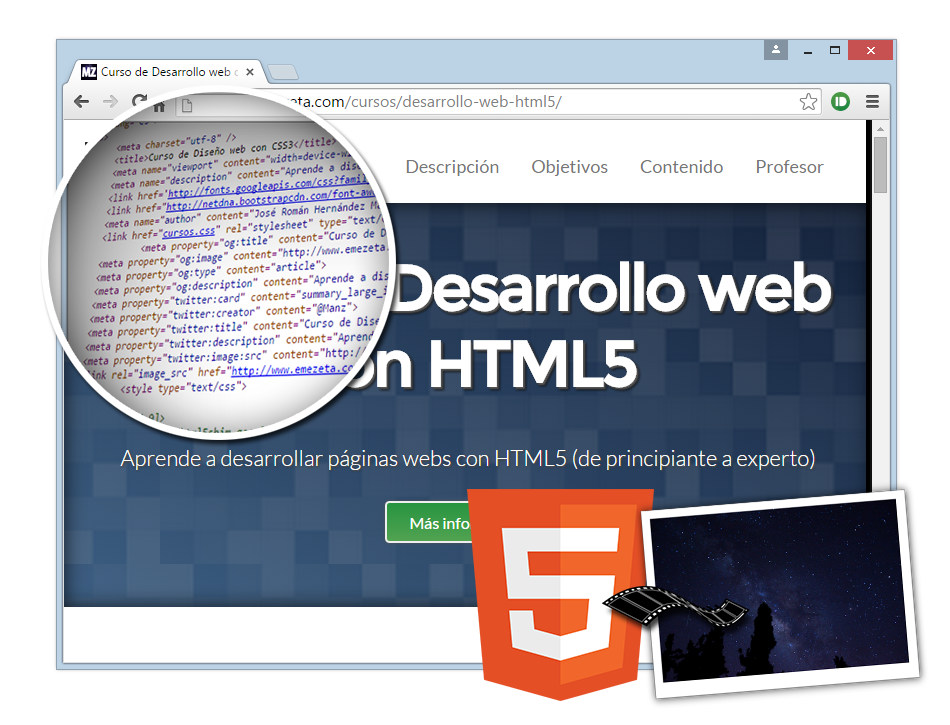 MZ Curso de Desarrollo web c
zeta.com/cursos/desarrollo-web-html5/
Descripción Objetivos Contenido Profesor
<meta charset="utf-8" />
<title>Curso de Diseño web con CSS3</title>
<meta name="viewport" content="width=device-wi
<meta name="description" content="Aprende a dise
<link href='http://fonts.googleapis.com/css?famil
<link href="http://netdna.bootstrapcdn.com/font-aw
<meta name="author" content="José Román Hernández Ma
<link href="cursos.css" rel="stylesheet" type="text/c
<meta property="og:title" content="Curso de D
<meta property="og:image" content="http://www.emezeta
<meta property="og:type" content="article">
<meta property="og:description" content="Aprende a dis
<meta property="twitter:card" content="summary_large_i
<meta property="twitter:creator" content="@Manz">
<meta property="twitter:title" content="Curso de Dise
<meta property="twitter:description" content="Aprend
<meta property="twitter:image:src" content="http:/
link rel="image_src" href="http://www.emezeta.co
<style type="text/css">
Desarrollo web
on HTML5
Aprende a desarrollar páginas webs con HTML5 (de principiante a experto)
Más info
5